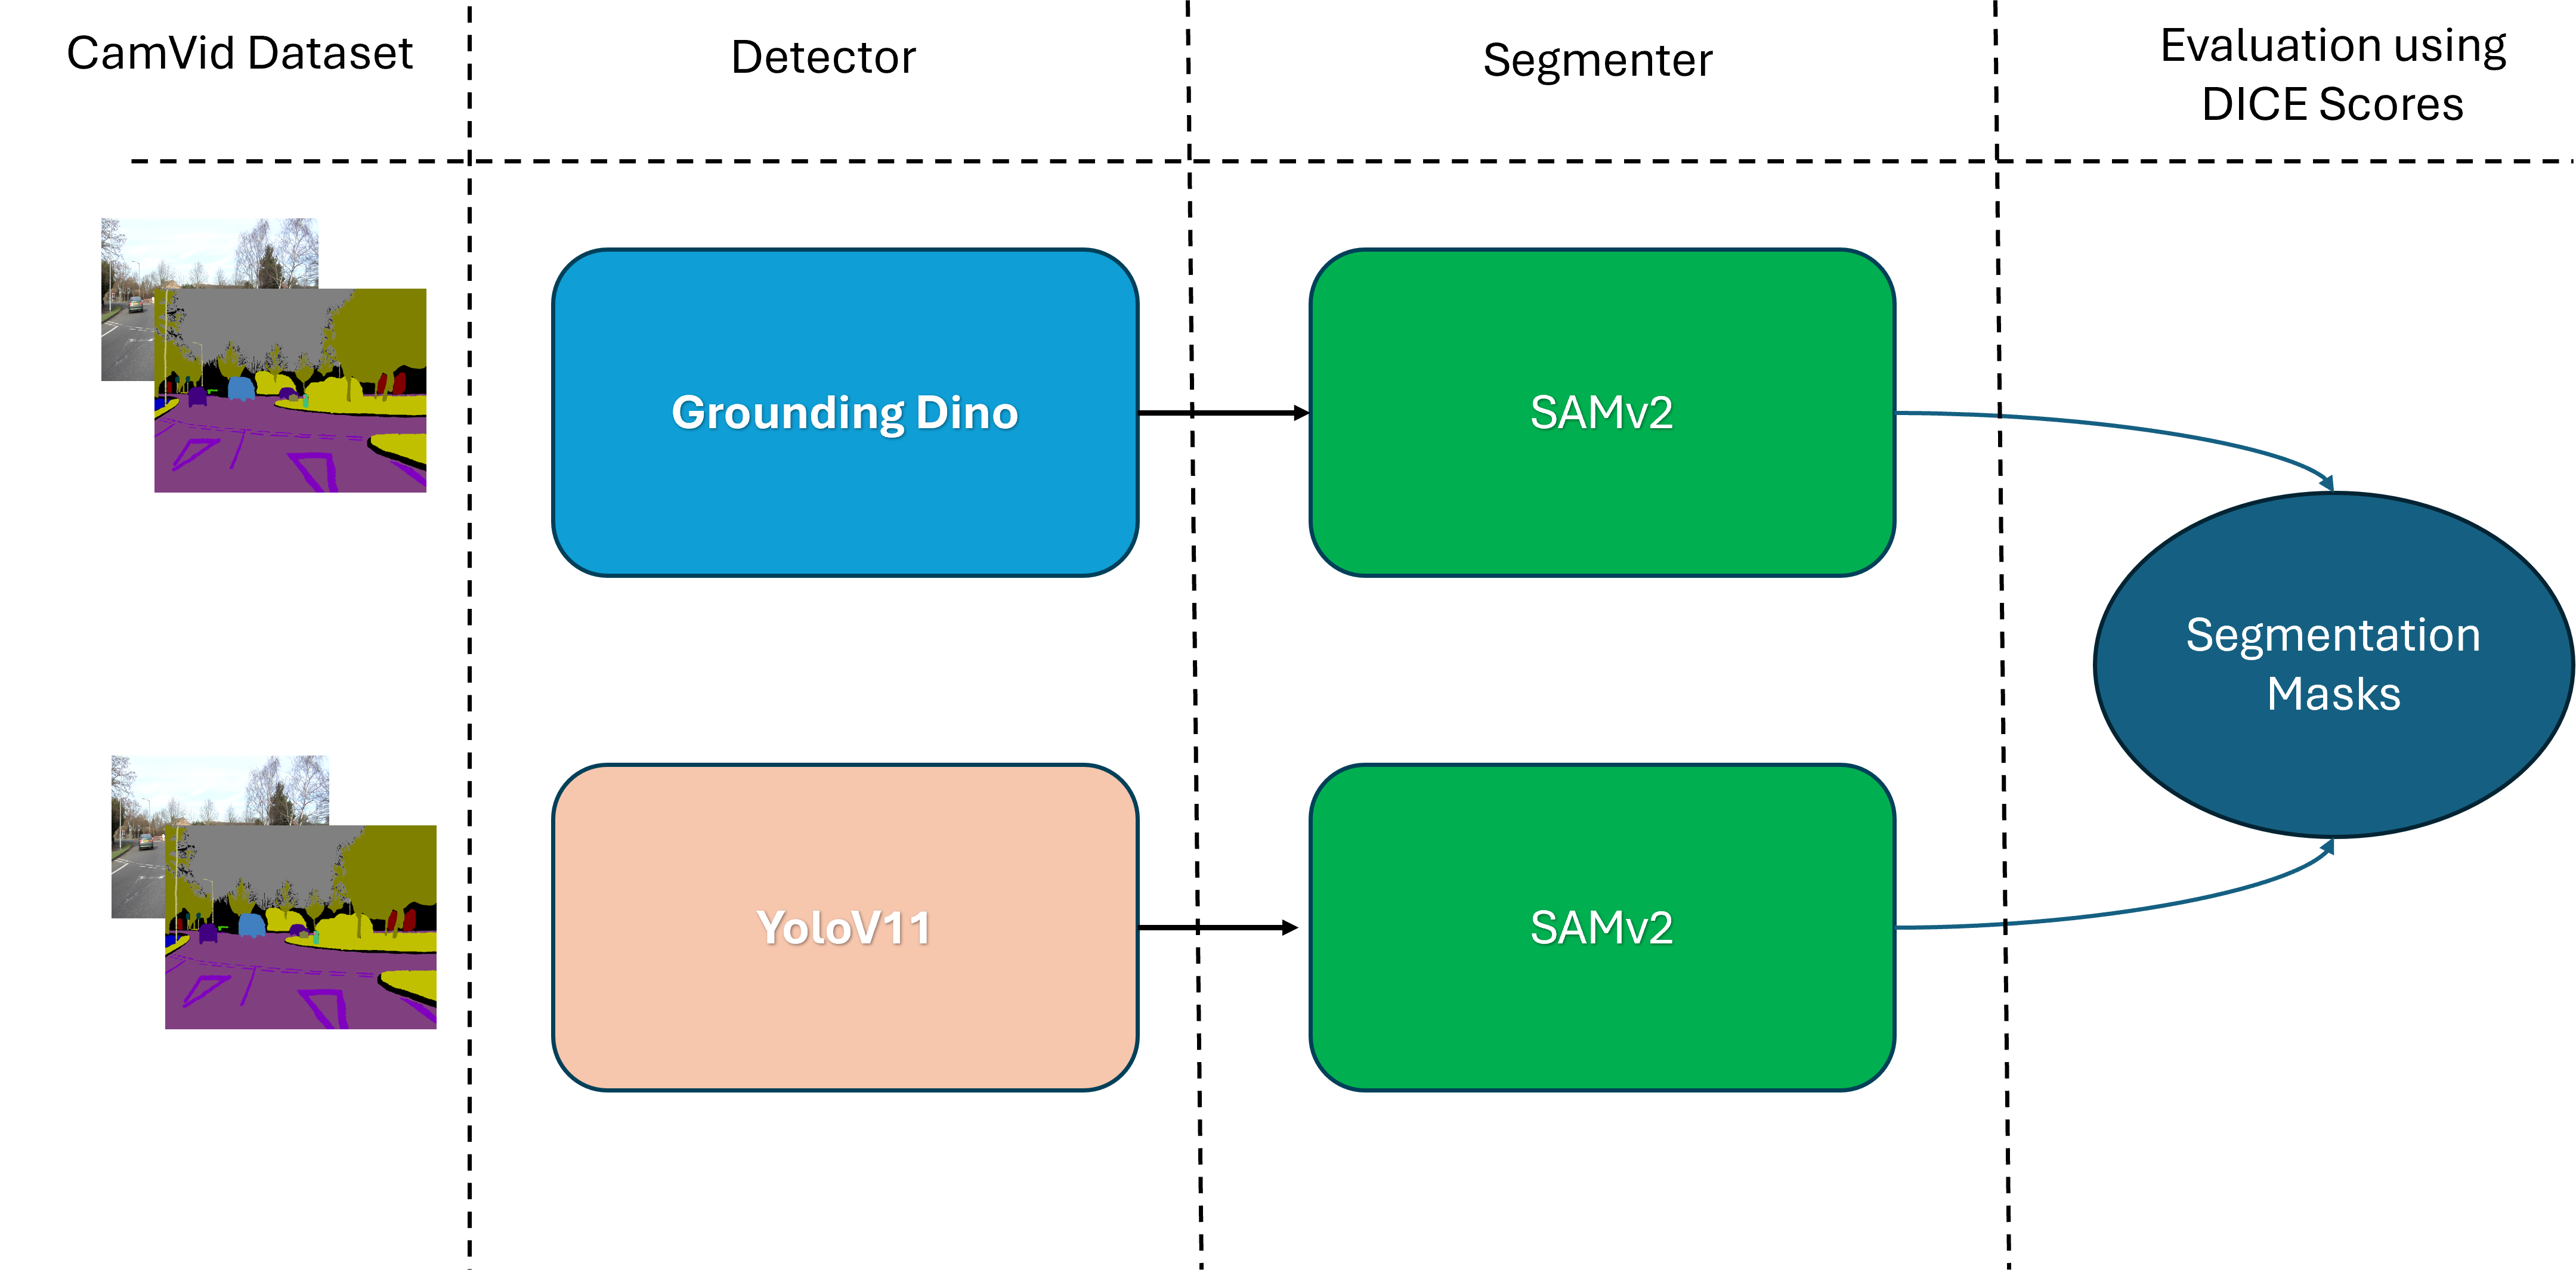 CamVid Dataset
Detector
Segmenter
Evaluation using
DICE Scores
Grounding Dino
SAMv2
Segmentation
Masks
YoloV11
SAMv2